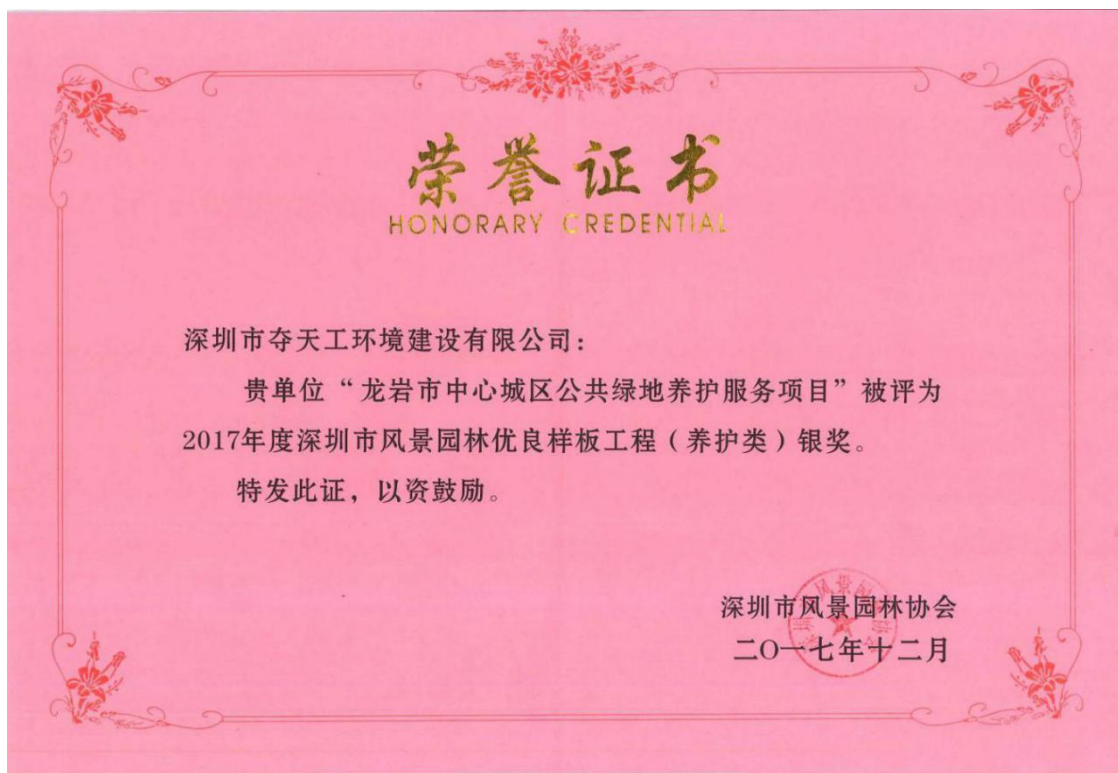 荣誉证书
HONORARY CREDENTIAL
深圳市夺天工环境建设有限公司：
贵单位“龙岩市中心城区公共绿地养护服务项目”被评为
2017年度深圳市风景园林优良样板工程（养护类）银奖。
特发此证，以资鼓励。
深圳市风景园林协会
二〇一七年十二月